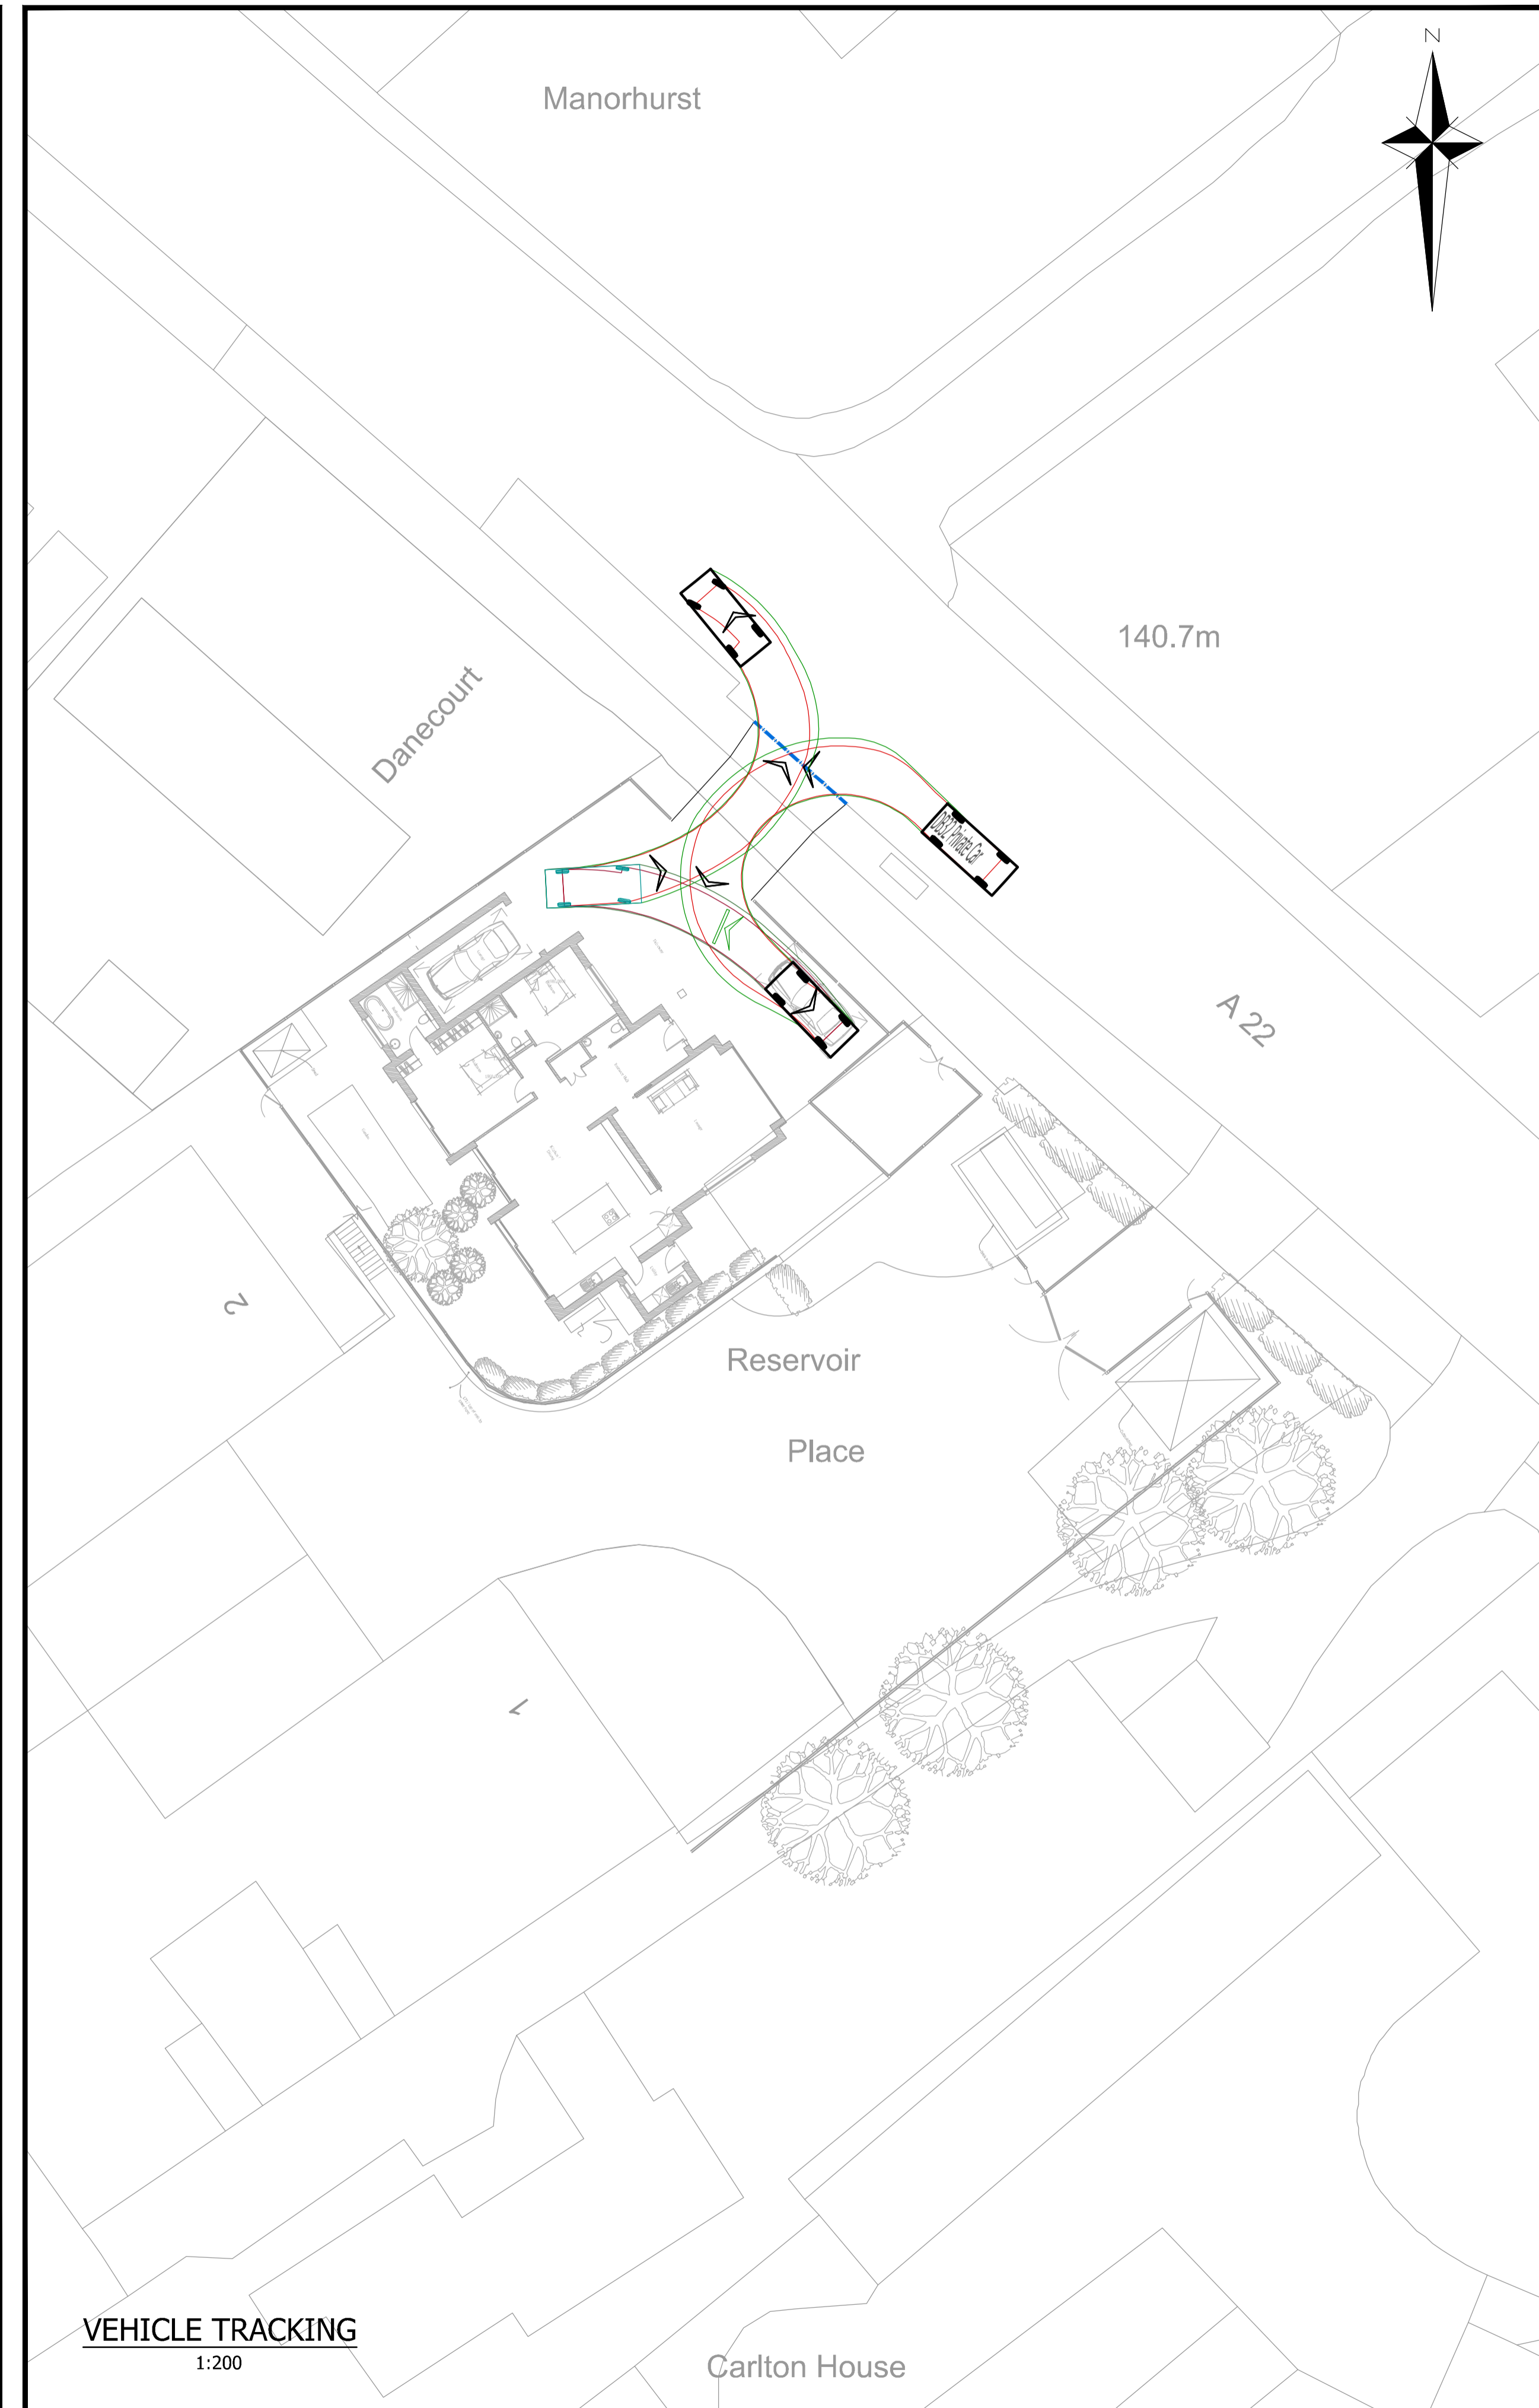 N
Manorhurst
140.7m
Danecourt
DB32 Private Car
A 22
2
Reservoir
Place
1
VEHICLE TRACKING
1:200
Carlton House